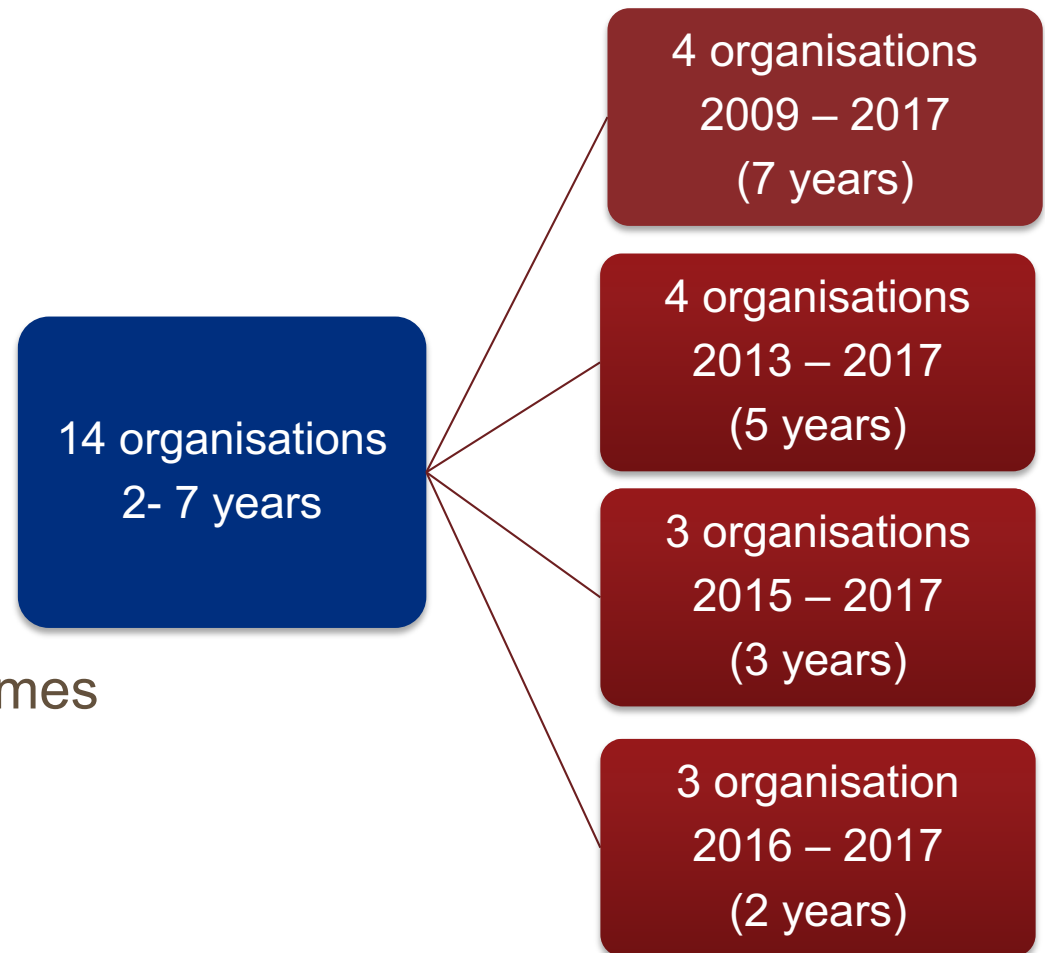 14 organisations
2- 7 years
4 organisations
2009 – 2017
(7 years)
4 organisations
2013 – 2017
(5 years)
3 organisations
2015 – 2017
(3 years)
3 organisation
2016 – 2017
(2 years)
mes